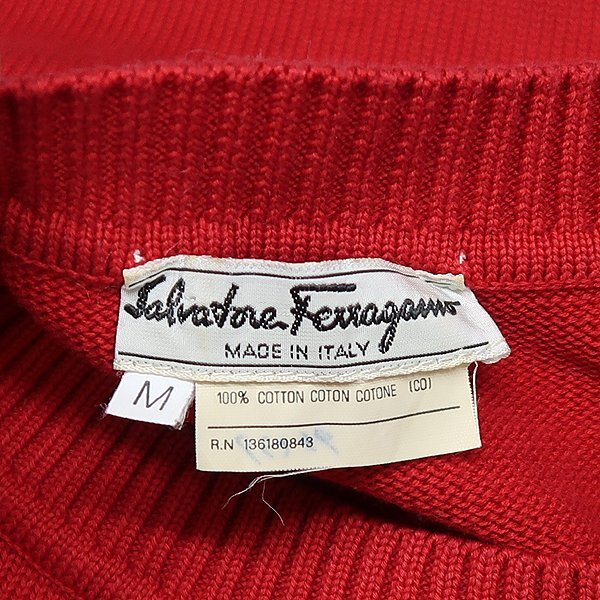 Salvatore Ferragamo
MADE IN ITALY
M
100% COTTON COTON COTONE (CO)
R.N 136180843